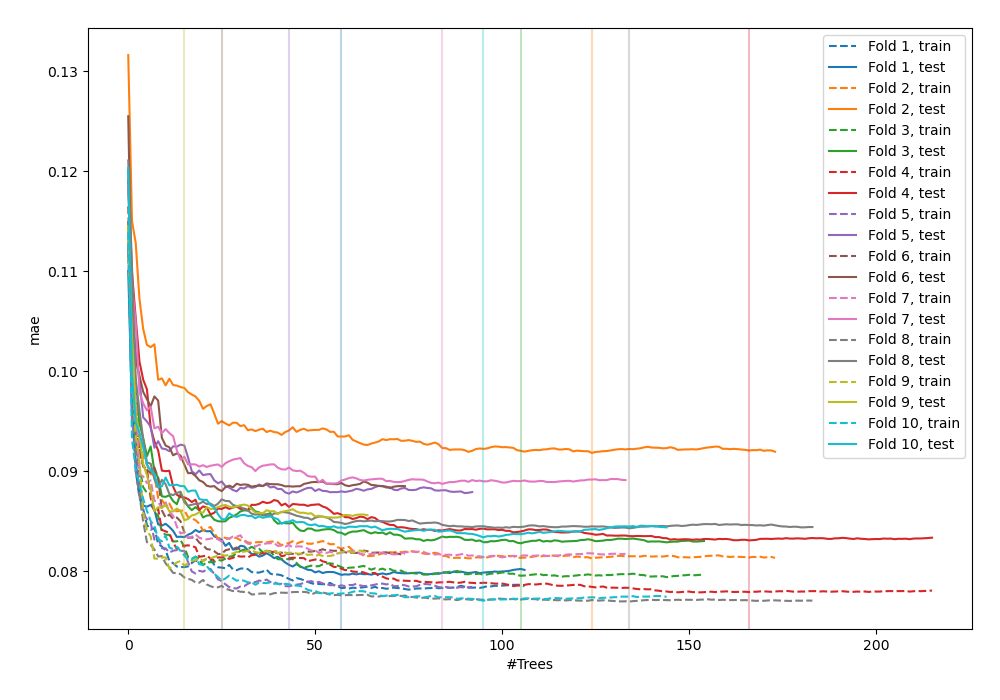 0.13
0.12
0.11
0.10
0.09
0.08
mae
0
50
100
150
200
#Trees
Fold 1, train
Fold 1, test
Fold 2, train
Fold 2, test
Fold 3, train
Fold 3, test
Fold 4, train
Fold 4, test
Fold 5, train
Fold 5, test
Fold 6, train
Fold 6, test
Fold 7, train
Fold 7, test
Fold 8, train
Fold 8, test
Fold 9, train
Fold 9, test
Fold 10, train
Fold 10, test